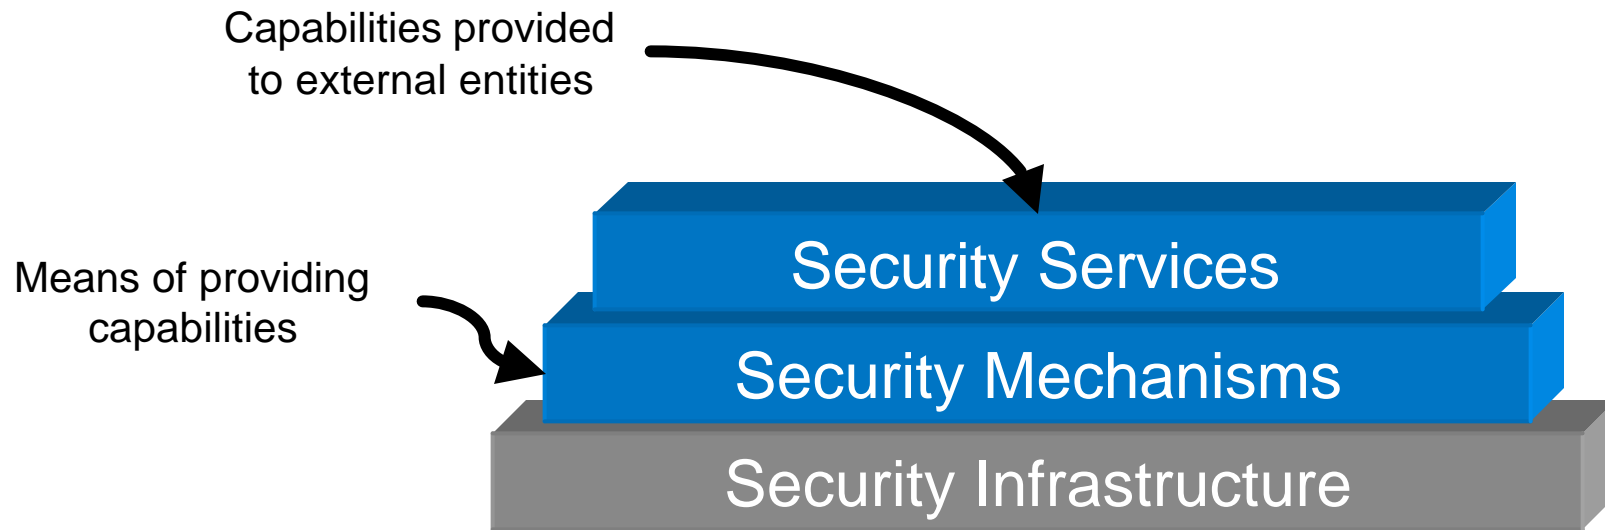 Capabilities provided
to external entities
Security Services
Means of providing
capabilities
Security Mechanisms
Security Infrastructure